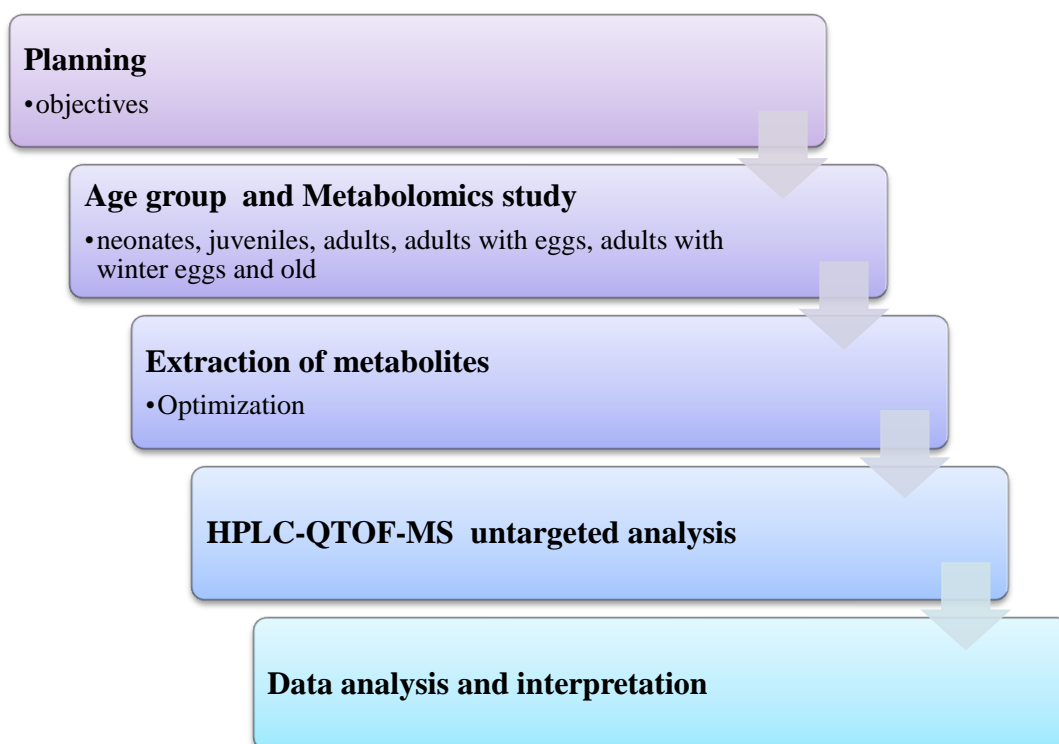 Planning
•objectives
Age group  and Metabolomics study
•neonates, juveniles, adults, adults with eggs, adults with
winter eggs and old
Extraction of metabolites
•Optimization
HPLC-QTOF-MS  untargeted analysis
Data analysis and interpretation